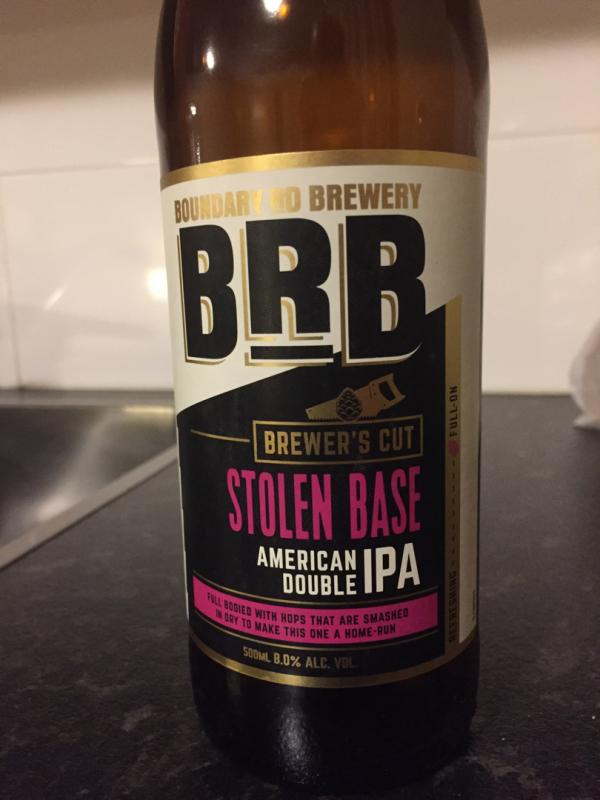 BOUNDARY RD BREWERY
BRB
BREWER'S CUT
STOLEN BASE
AMERICAN
DOUBLE IPA
FULL BODIED WITH HOPS THAT ARE SMASHED
IN DRY TO MAKE THIS ONE A HOME-RUN
500ML 8.0% ALC. VOL.
REFRESHING
FULL-ON